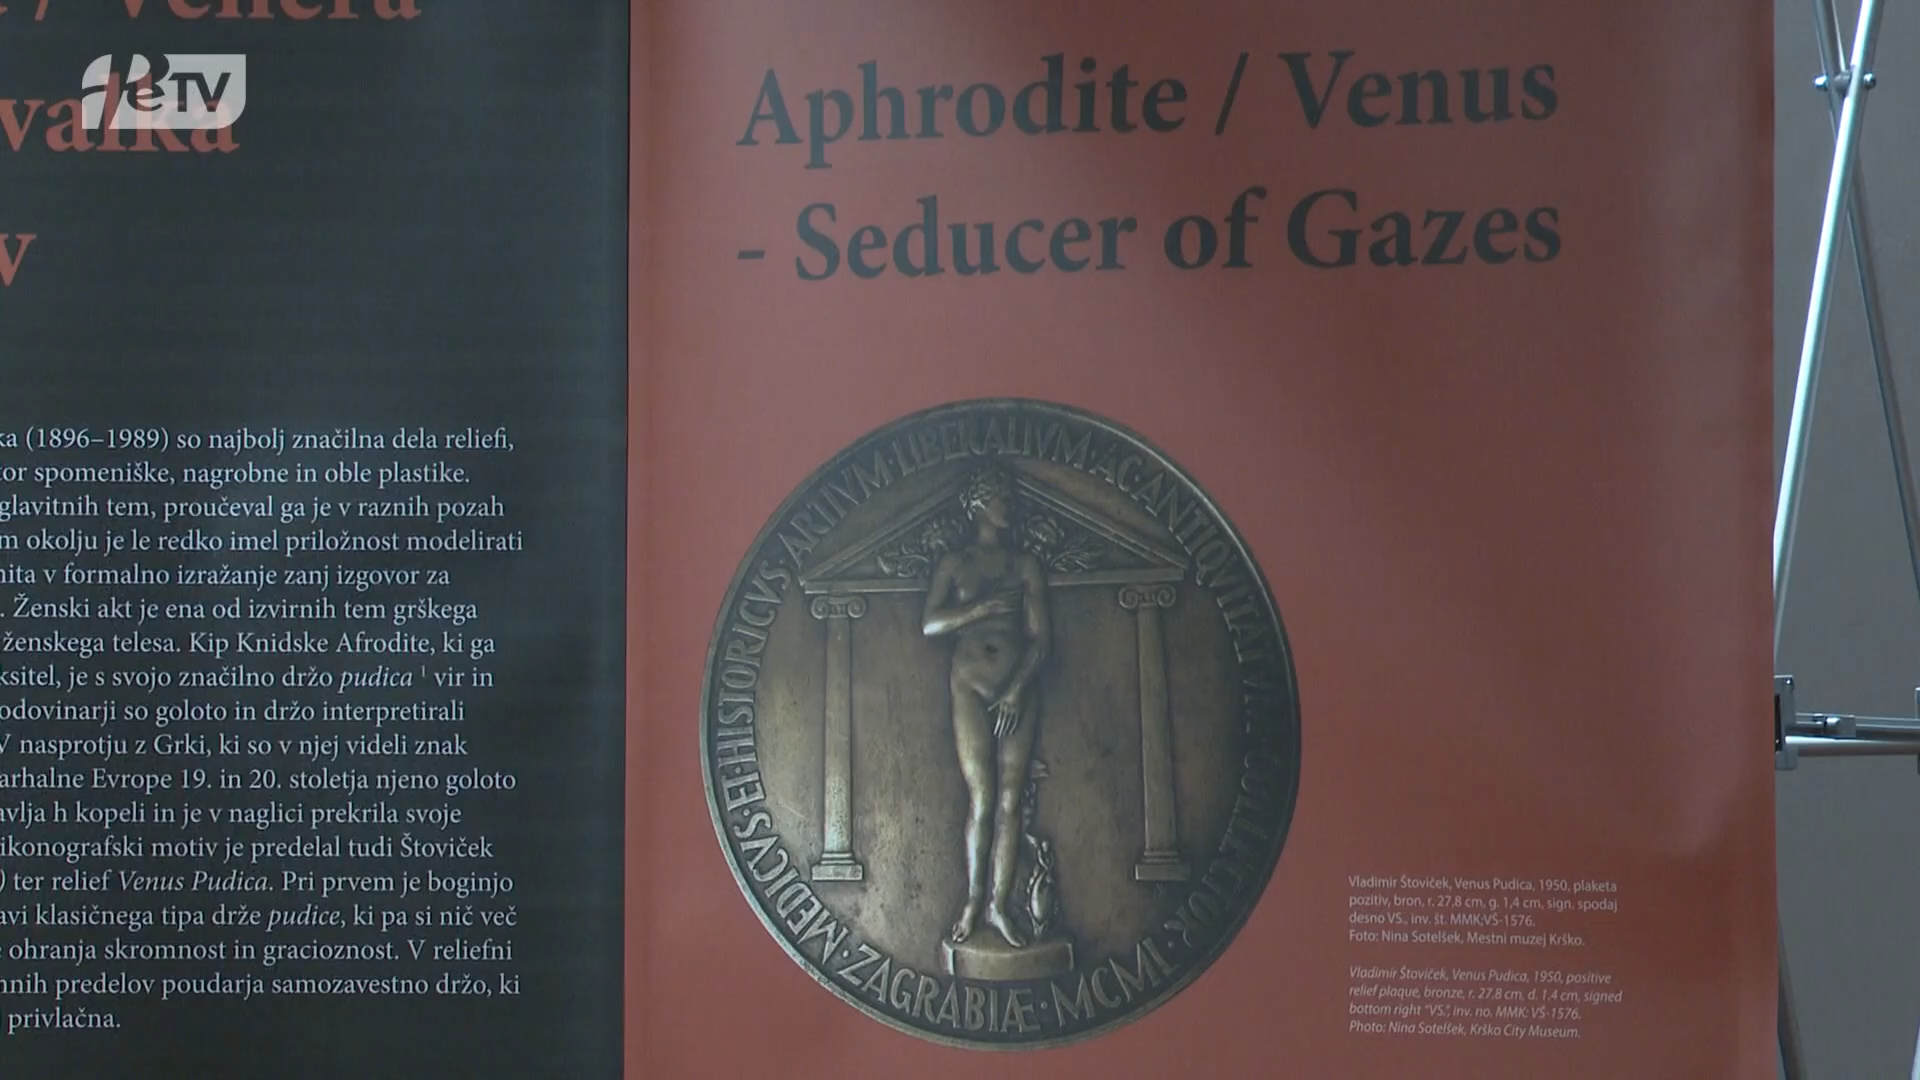 TV
/ Venera
valka
v
ka (1896–1989) so najbolj značilna dela reliefi,
tor spomeniške, nagrobne in oble plastike.
glavitnih tem, proučeval ga je v raznih pozah
m okolju je le redko imel priložnost modelirati
nita v formalno izražanje zanj izgovor za
. Ženski akt je ena od izvirnih tem grškega
ženskega telesa. Kip Knidske Afrodite, ki ga
ksitel, je s svojo značilno držo pudica 1 vir in
odovinarji so goloto in držo interpretirali
V nasprotju z Grki, ki so v njej videli znak
arhalne Evrope 19. in 20. stoletja njeno goloto
avlja h kopeli in je v naglici prekrila svoje
ikonografski motiv je predelal tudi Štoviček
) ter relief Venus Pudica. Pri prvem je boginjo
avi klasičnega tipa drže pudice, ki pa si nič več
e ohranja skromnost in gracioznost. V reliefni
mnih predelov poudarja samozavestno držo, ki
privlačna.
Aphrodite / Venus
- Seducer of Gazes
MEDICVS·ET·HISTORICVS·ARTIVM·LIBERALIVM·AC·ANTIQVITATVM
·ZAGRABIÆ·MCML·
Vladimir Štoviček, Venus Pudica, 1950, plaketa
pozitiv, bron, r. 27,8 cm, g. 1,4 cm, sign. spodaj
desno VS., inv. št. MMK;VŠ-1576.
Foto: Nina Sotelšek, Mestni muzej Krško.
Vladimir Štoviček, Venus Pudica, 1950, positive
relief plaque, bronze, r. 27.8 cm, d. 1.4 cm, signed
bottom right "VS.", inv. no. MMK: VŠ-1576.
Photo: Nina Sotelšek, Krško City Museum.